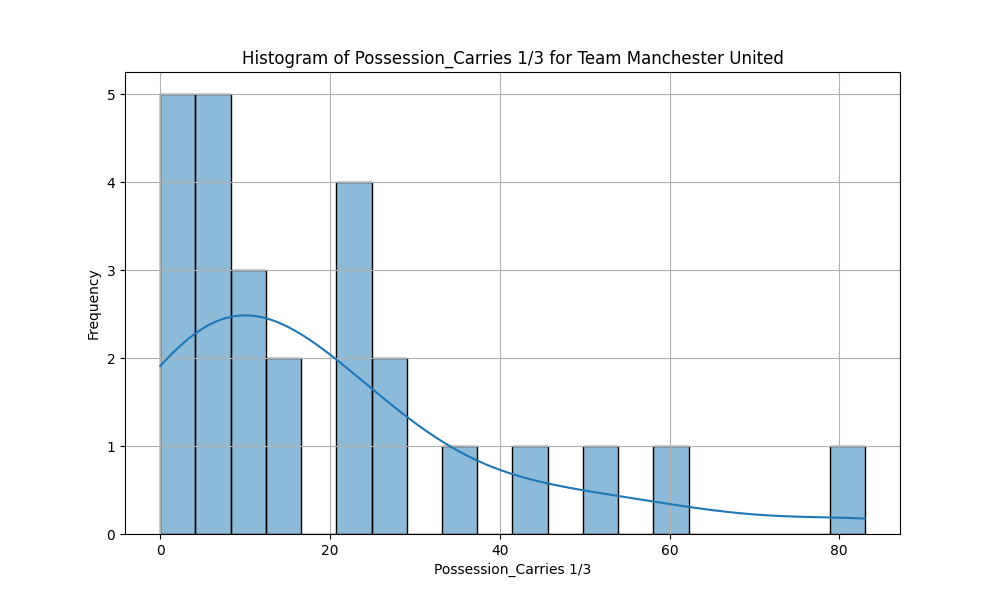 Histogram of Possession_Carries 1/3 for Team Manchester United
5
4
3
2
1
0
Frequency
0 20 40 60 80
Possession_Carries 1/3